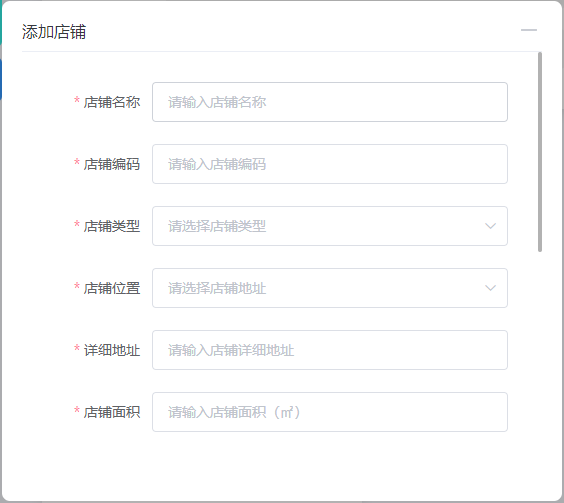 添加店铺
* 店铺名称 请输入店铺名称
* 店铺编码 请输入店铺编码
* 店铺类型 请选择店铺类型
* 店铺位置 请选择店铺地址
* 详细地址 请输入店铺详细地址
* 店铺面积 请输入店铺面积（㎡）